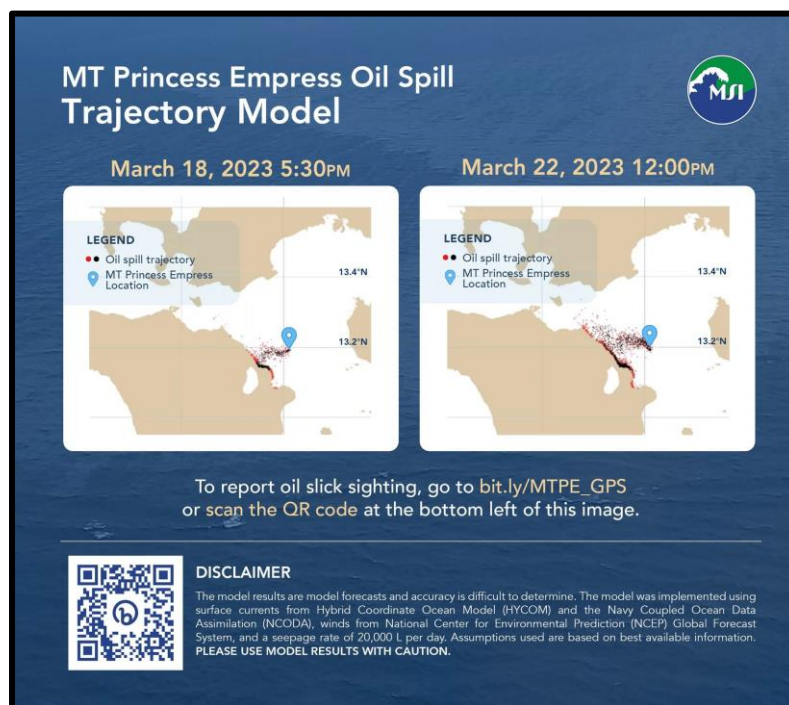 MT Princess Empress Oil Spill
Trajectory Model
MSI
March 18, 2023 5:30PM
March 22, 2023 12:00PM
LEGEND
Oil spill trajectory
MT Princess Empress
Location
13.4°N
13.2°N
LEGEND
Oil spill trajectory
MT Princess Empress
Location
13.4°N
13.2°N
To report oil slick sighting, go to bit.ly/MTPE_GPS
or scan the QR code at the bottom left of this image.
DISCLAIMER
The model results are model forecasts and accuracy is difficult to determine. The model was implemented using
surface currents from Hybrid Coordinate Ocean Model (HYCOM) and the Navy Coupled Ocean Data
Assimilation (NCODA), winds from National Center for Environmental Prediction (NCEP) Global Forecast
System, and a seepage rate of 20,000 L per day. Assumptions used are based on best available information.
PLEASE USE MODEL RESULTS WITH CAUTION.